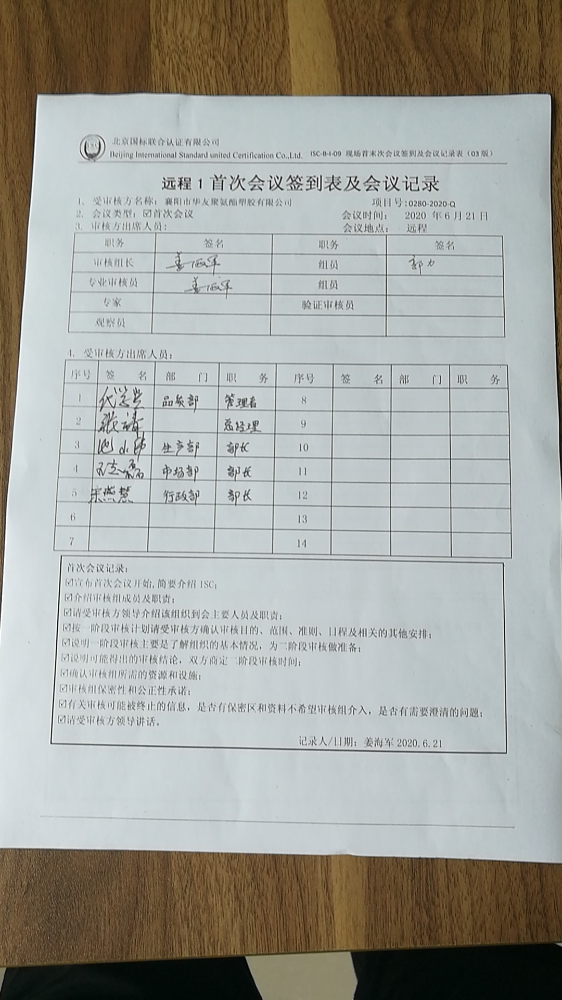 北京国标联合认证有限公司
Beijing International Standard united Certification Co.,Ltd. ISC-B-I-09 现场首末次会议签到及会议记录表（03版）
远程1首次会议签到表及会议记录
1. 受审核方名称：襄阳市华友聚氨酯塑胶有限公司 项目号:0280-2020-Q
2. 会议类型：☑首次会议 会议时间： 2020 年 6 月 21 日
3. 审核方出席人员： 会议地点： 远程
职务 签名 职务 签名
审核组长 姜海军 组员 郭力
专业审核员 姜海军 组员
专家 验证审核员
观察员
4. 受审核方出席人员：
序号 签 名 部 门 职 务 序号 签 名 部 门 职 务
1 品质部 管理者 8
2 张靖 总经理 9
3 生产部 部长 10
4 市场部 部长 11
5 宋燕慧 行政部 部长 12
6 13
7 14
首次会议记录：
☑宣布首次会议开始,简要介绍 ISC；
☑介绍审核组成员及职责；
☑请受审核方领导介绍该组织到会主要人员及职责；
☑按一阶段审核计划请受审核方确认审核目的、范围、准则、日程及相关的其他安排；
☑说明一阶段审核主要是了解组织的基本情况，为二阶段审核做准备；
☑说明可能得出的审核结论，双方商定二阶段审核时间；
☑确认审核组所需的资源和设施；
☑审核组保密性和公正性承诺；
☑有关审核可能被终止的信息，是否有保密区和资料不希望审核组介入，是否有需要澄清的问题；
☑请受审核方领导讲话。
记录人/日期：姜海军 2020.6.21